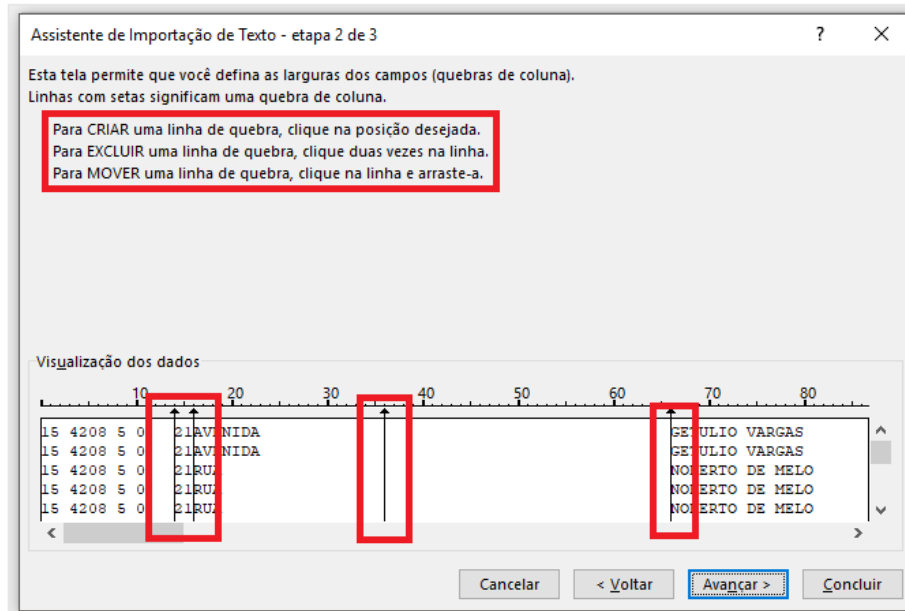 Assistente de Importação de Texto - etapa 2 de 3 ? X
Esta tela permite que você defina as larguras dos campos (quebras de coluna).
Linhas com setas significam uma quebra de coluna.
Para CRIAR uma linha de quebra, clique na posição desejada.
Para EXCLUIR uma linha de quebra, clique duas vezes na linha.
Para MOVER uma linha de quebra, clique na linha e arraste-a.
Visualização dos dados
10 20 30 40 50 60 70 80
15 4208 5 0 21AVENIDA GETULIO VARGAS
15 4208 5 0 21AVENIDA GETULIO VARGAS
15 4208 5 0 21RUA NOBERTO DE MELO
15 4208 5 0 21RUA NOBERTO DE MELO
15 4208 5 0 21RUA NOBERTO DE MELO
Cancelar < Voltar Avançar > Concluir